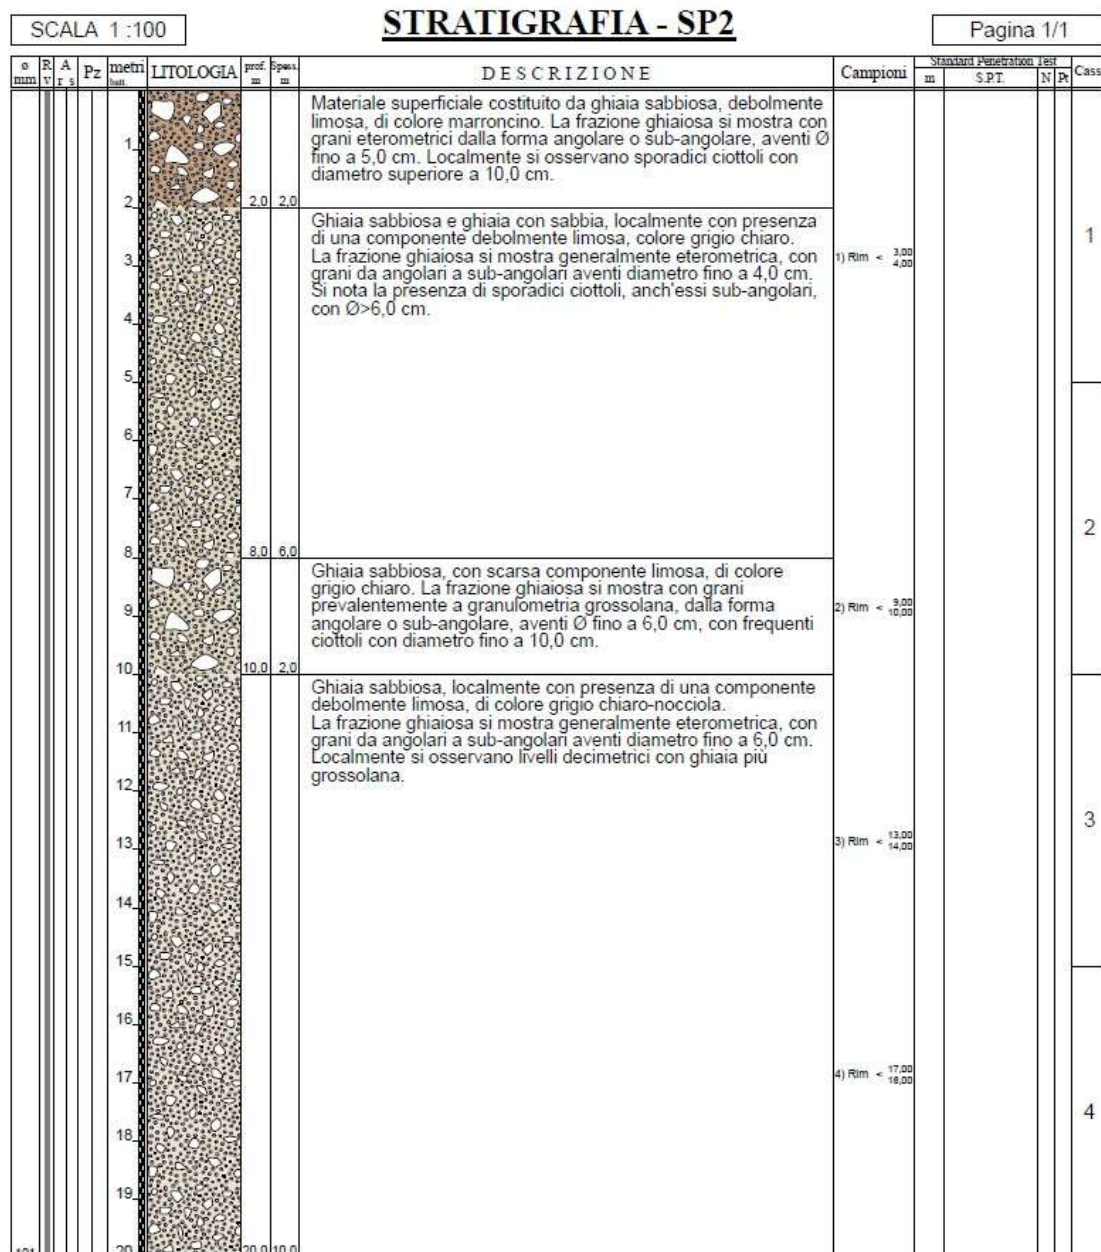 SCALA 1 :100
STRATIGRAFIA - SP2
Pagina 1/1
ø mm
R v
A r s
Pz
metri batt.
LITOLOGIA
prof. m
Spess. m
DESCRIZIONE
Campioni
Standard Penetration Test
m
S.P.T.
N
Pt
Cass
Materiale superficiale costituito da ghiaia sabbiosa, debolmente
limosa, di colore marroncino. La frazione ghiaiosa si mostra con
grani eterometrici dalla forma angolare o sub-angolare, aventi Ø
fino a 5,0 cm. Localmente si osservano sporadici ciottoli con
diametro superiore a 10,0 cm.
1
2
2,0 2,0
Ghiaia sabbiosa e ghiaia con sabbia, localmente con presenza
di una componente debolmente limosa, colore grigio chiaro.
La frazione ghiaiosa si mostra generalmente eterometrica, con
grani da angolari a sub-angolari aventi diametro fino a 4,0 cm.
Si nota la presenza di sporadici ciottoli, anch'essi sub-angolari,
con Ø>6,0 cm.
1) Rim < 3,00 4,00
1
3
4
5
6
7
8
8,0 6,0
2
Ghiaia sabbiosa, con scarsa componente limosa, di colore
grigio chiaro. La frazione ghiaiosa si mostra con grani
prevalentemente a granulometria grossolana, dalla forma
angolare o sub-angolare, aventi Ø fino a 6,0 cm, con frequenti
ciottoli con diametro fino a 10,0 cm.
2) Rim < 9,00 10,00
9
10
10,0 2,0
Ghiaia sabbiosa, localmente con presenza di una componente
debolmente limosa, di colore grigio chiaro-nocciola.
La frazione ghiaiosa si mostra generalmente eterometrica, con
grani da angolari a sub-angolari aventi diametro fino a 6,0 cm.
Localmente si osservano livelli decimetrici con ghiaia più
grossolana.
11
12
13
3) Rim < 13,00 14,00
3
14
15
16
17
4) Rim < 17,00 18,00
4
18
19
101
20
20,0 10,0